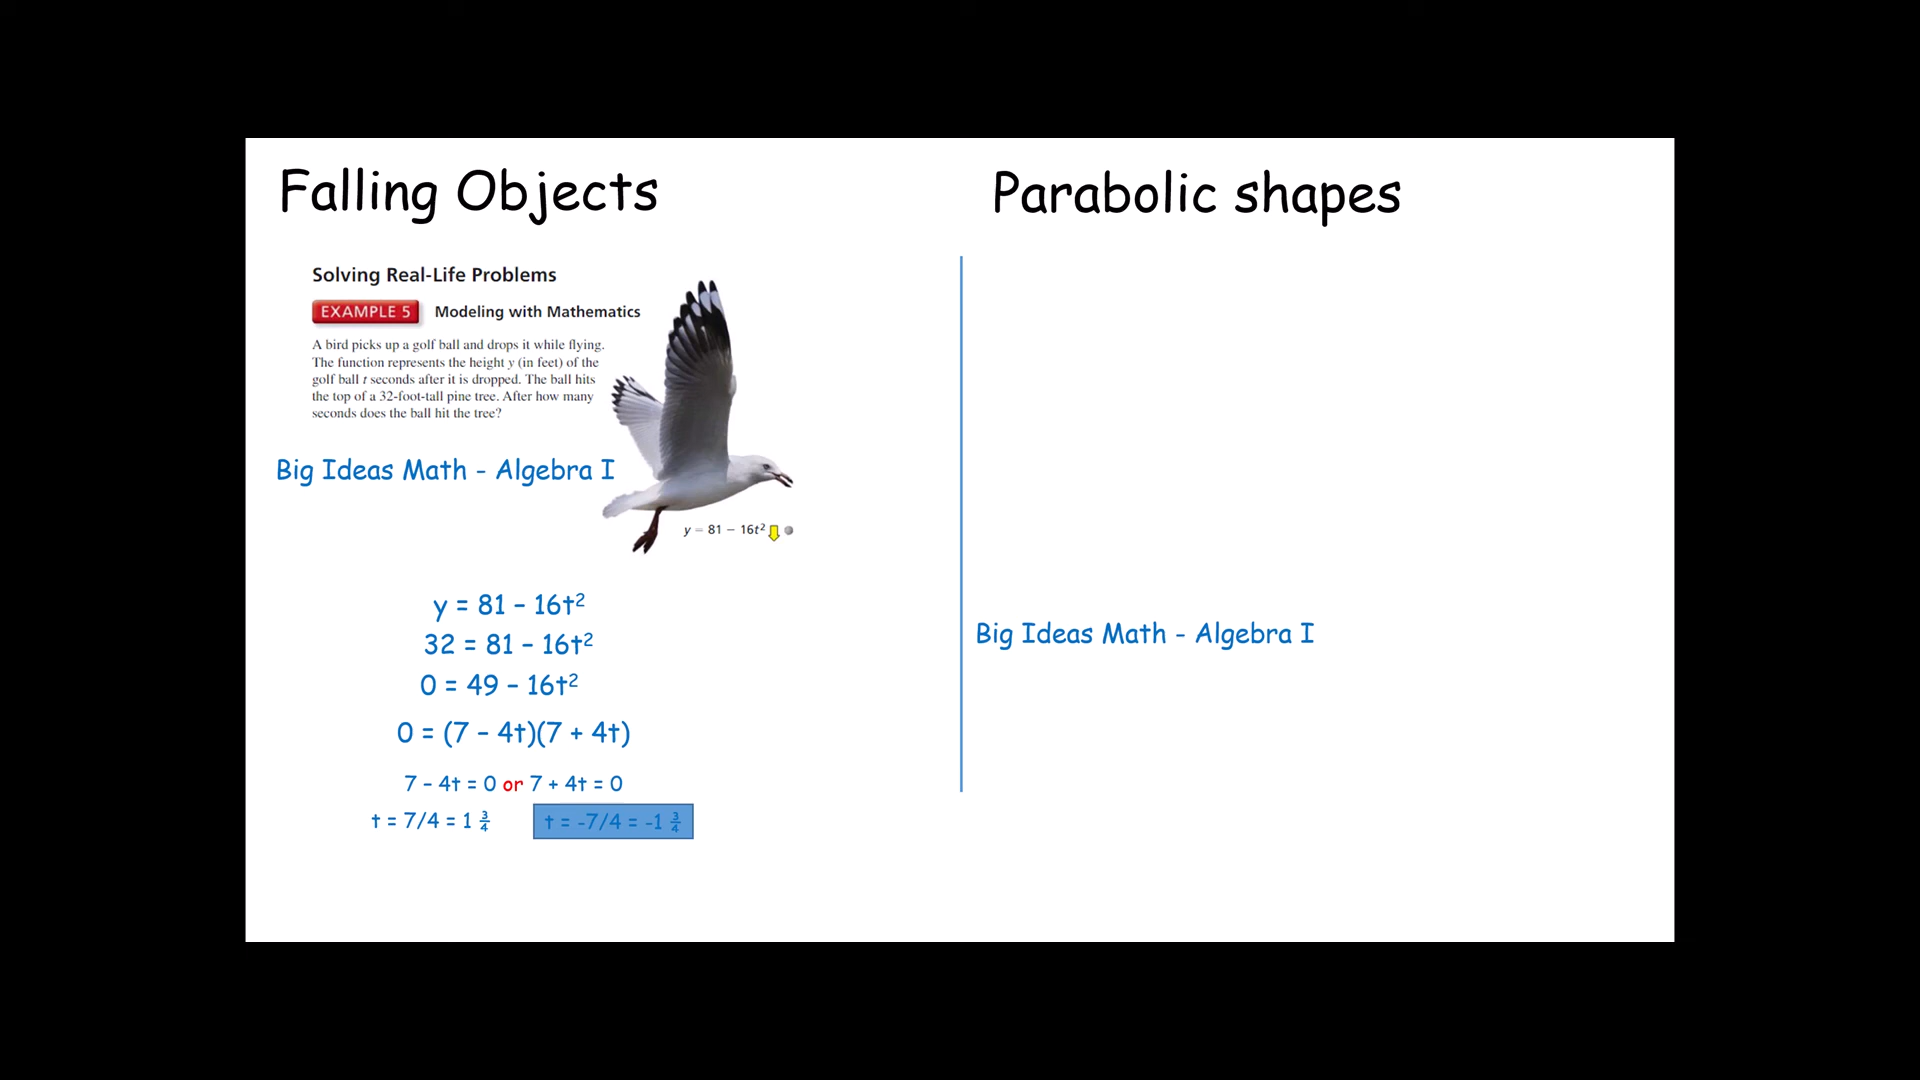 Falling Objects
Solving Real-Life Problems
EXAMPLE 5 Modeling with Mathematics
A bird picks up a golf ball and drops it while flying.
The function represents the height y (in feet) of the
golf ball t seconds after it is dropped. The ball hits
the top of a 32-foot-tall pine tree. After how many
seconds does the ball hit the tree?
Big Ideas Math - Algebra I
y = 81 − 16t²
y = 81 – 16t²
32 = 81 – 16t²
0 = 49 – 16t²
0 = (7 – 4t)(7 + 4t)
7 – 4t = 0 or 7 + 4t = 0
t = 7/4 = 1 ¾ t = -7/4 = -1 ¾
Parabolic shapes
Big Ideas Math - Algebra I